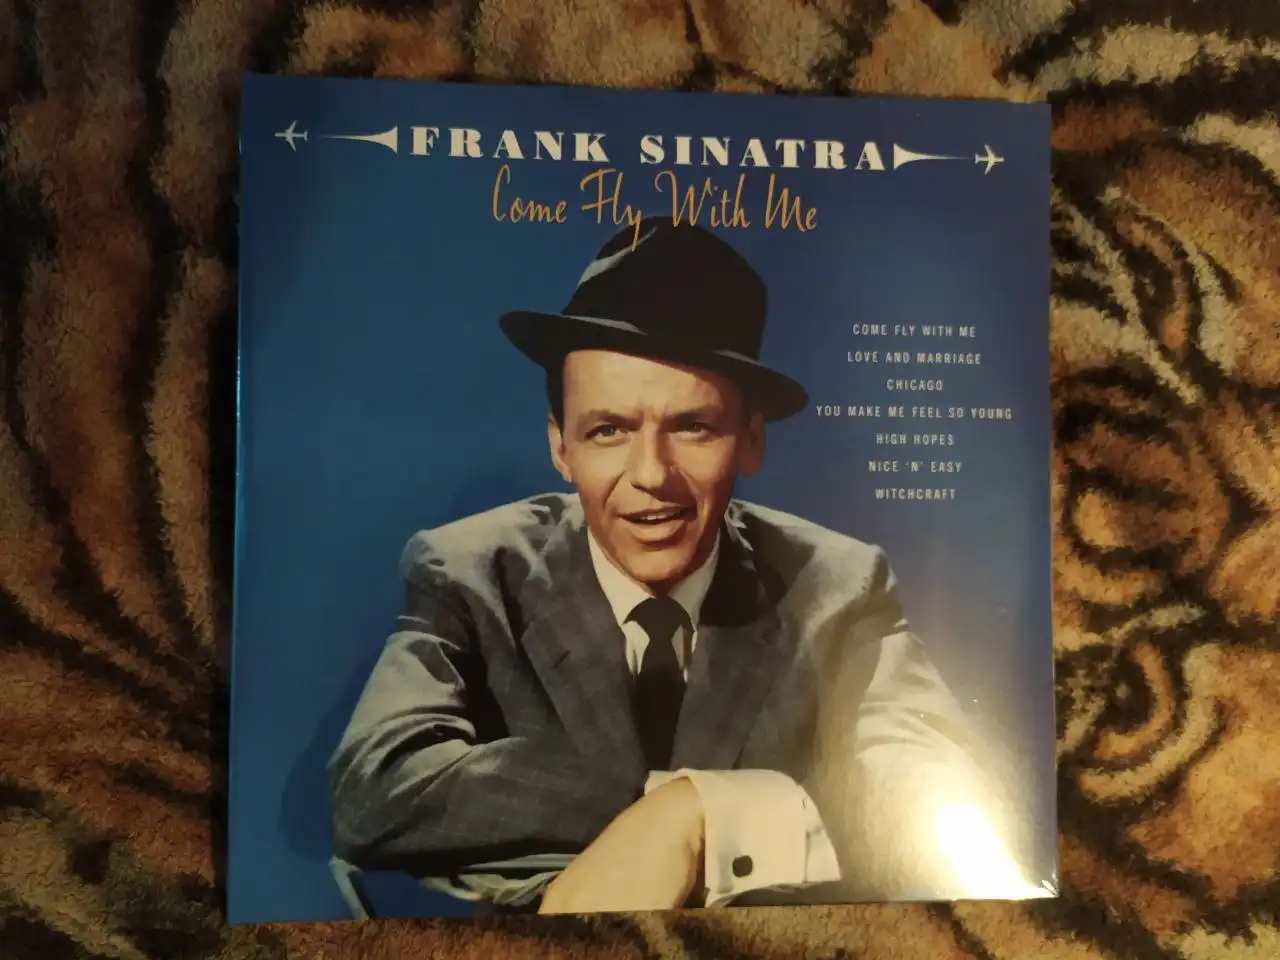 FRANK SINATRA
Come Fly With Me
COME FLY WITH ME
LOVE AND MARRIAGE
CHICAGO
YOU MAKE ME FEEL SO YOUNG
HIGH HOPES
NICE 'N' EASY
WITCHCRAFT